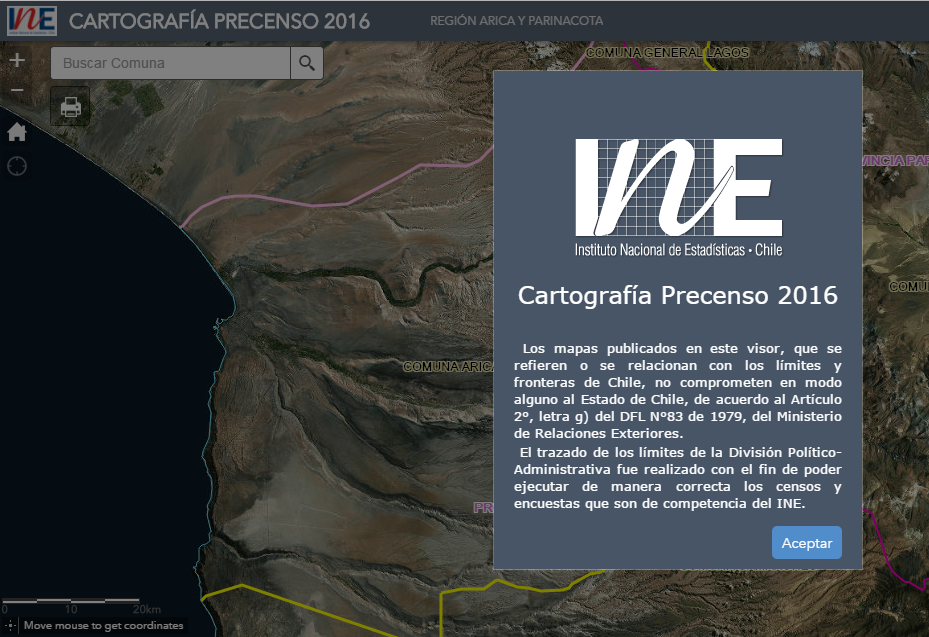 INE
CARTOGRAFÍA PRECENSO 2016
REGIÓN ARICA Y PARINACOTA
Buscar Comuna
COMUNA GENERAL LAGOS
VINCIA PAR
COMU
COMUNA ARICA
PR
INE
Instituto Nacional de Estadísticas • Chile
Cartografía Precenso 2016
Los mapas publicados en este visor, que se
refieren o se relacionan con los límites y
fronteras de Chile, no comprometen en modo
alguno al Estado de Chile, de acuerdo al Artículo
2º, letra g) del DFL Nº83 de 1979, del Ministerio
de Relaciones Exteriores.
El trazado de los límites de la División Político-
Administrativa fue realizado con el fin de poder
ejecutar de manera correcta los censos y
encuestas que son de competencia del INE.
Aceptar
0 10 20km
Move mouse to get coordinates